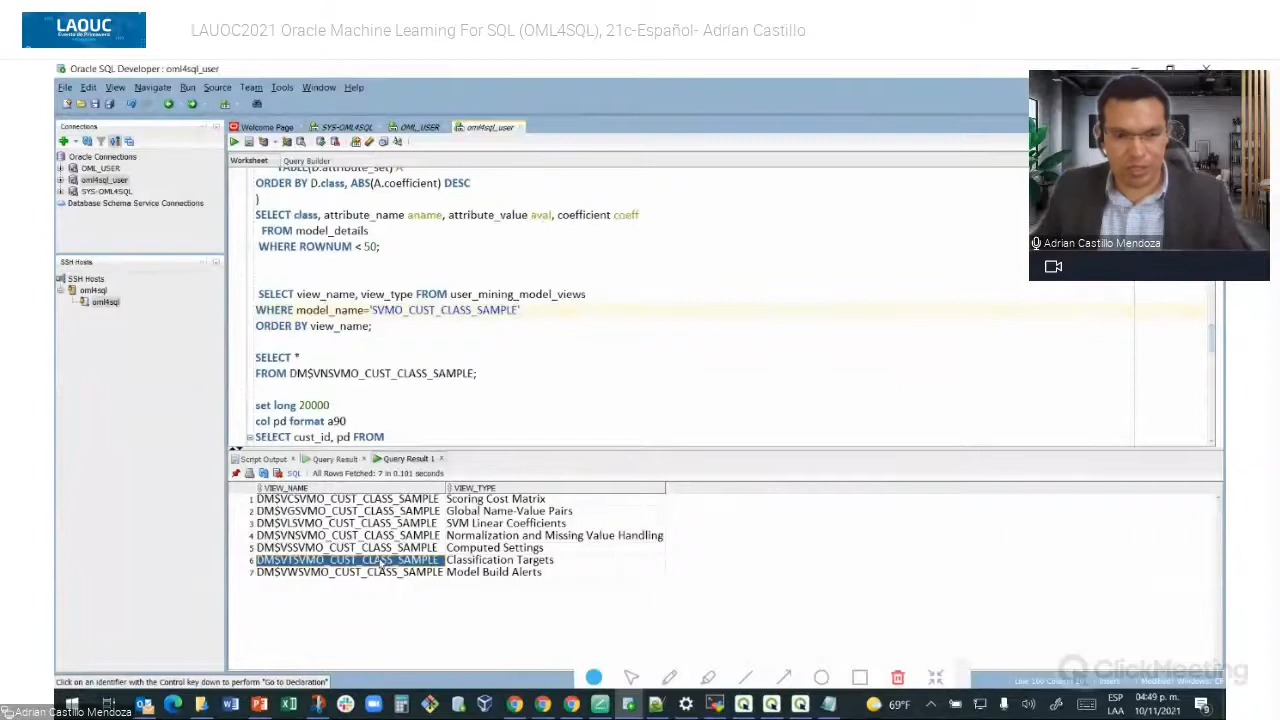 LAOUC
Evento de Primavera
LAUOC2021 Oracle Machine Learning For SQL (OML4SQL), 21c-Español- Adrían Castillo
Oracle SQL Developer : oml4sql_user
File Edit View Navigate Run Source Team Tools Window Help
Connections
Oracle Connections
OML_USER
oml4sql_user
SYS-OML4SQL
Database Schema Service Connections
SSH Hosts
SSH Hosts
oml4sql
oml4sql
Welcome Page SYS-OML4SQL OML_USER oml4sql_user
Worksheet Query Builder
TABLE(D.attribute_set) A
ORDER BY D.class, ABS(A.coefficient) DESC
)
SELECT class, attribute_name aname, attribute_value aval, coefficient coeff
FROM model_details
WHERE ROWNUM < 50;
SELECT view_name, view_type FROM user_mining_model_views
WHERE model_name='SVMO_CUST_CLASS_SAMPLE'
ORDER BY view_name;
SELECT *
FROM DM$VNSVMO_CUST_CLASS_SAMPLE;
set long 20000
col pd format a90
SELECT cust_id, pd FROM
Script Output Query Result Query Result 1
SQL All Rows Fetched: 7 in 0.101 seconds
VIEW_NAME VIEW_TYPE
1 DM$VCSVMO_CUST_CLASS_SAMPLE Scoring Cost Matrix
2 DM$VGSVMO_CUST_CLASS_SAMPLE Global Name-Value Pairs
3 DM$VLSVMO_CUST_CLASS_SAMPLE SVM Linear Coefficients
4 DM$VNSVMO_CUST_CLASS_SAMPLE Normalization and Missing Value Handling
5 DM$VSSVMO_CUST_CLASS_SAMPLE Computed Settings
6 DM$VTSVMO_CUST_CLASS_SAMPLE Classification Targets
7 DM$VWSVMO_CUST_CLASS_SAMPLE Model Build Alerts
Click on an identifier with the Control key down to perform "Go to Declaration"
Adrian Castillo Mendoza
ClickMeeting
69°F
ESP
LAA
04:49 p. m.
10/11/2021
Adrian Castillo Mendoza